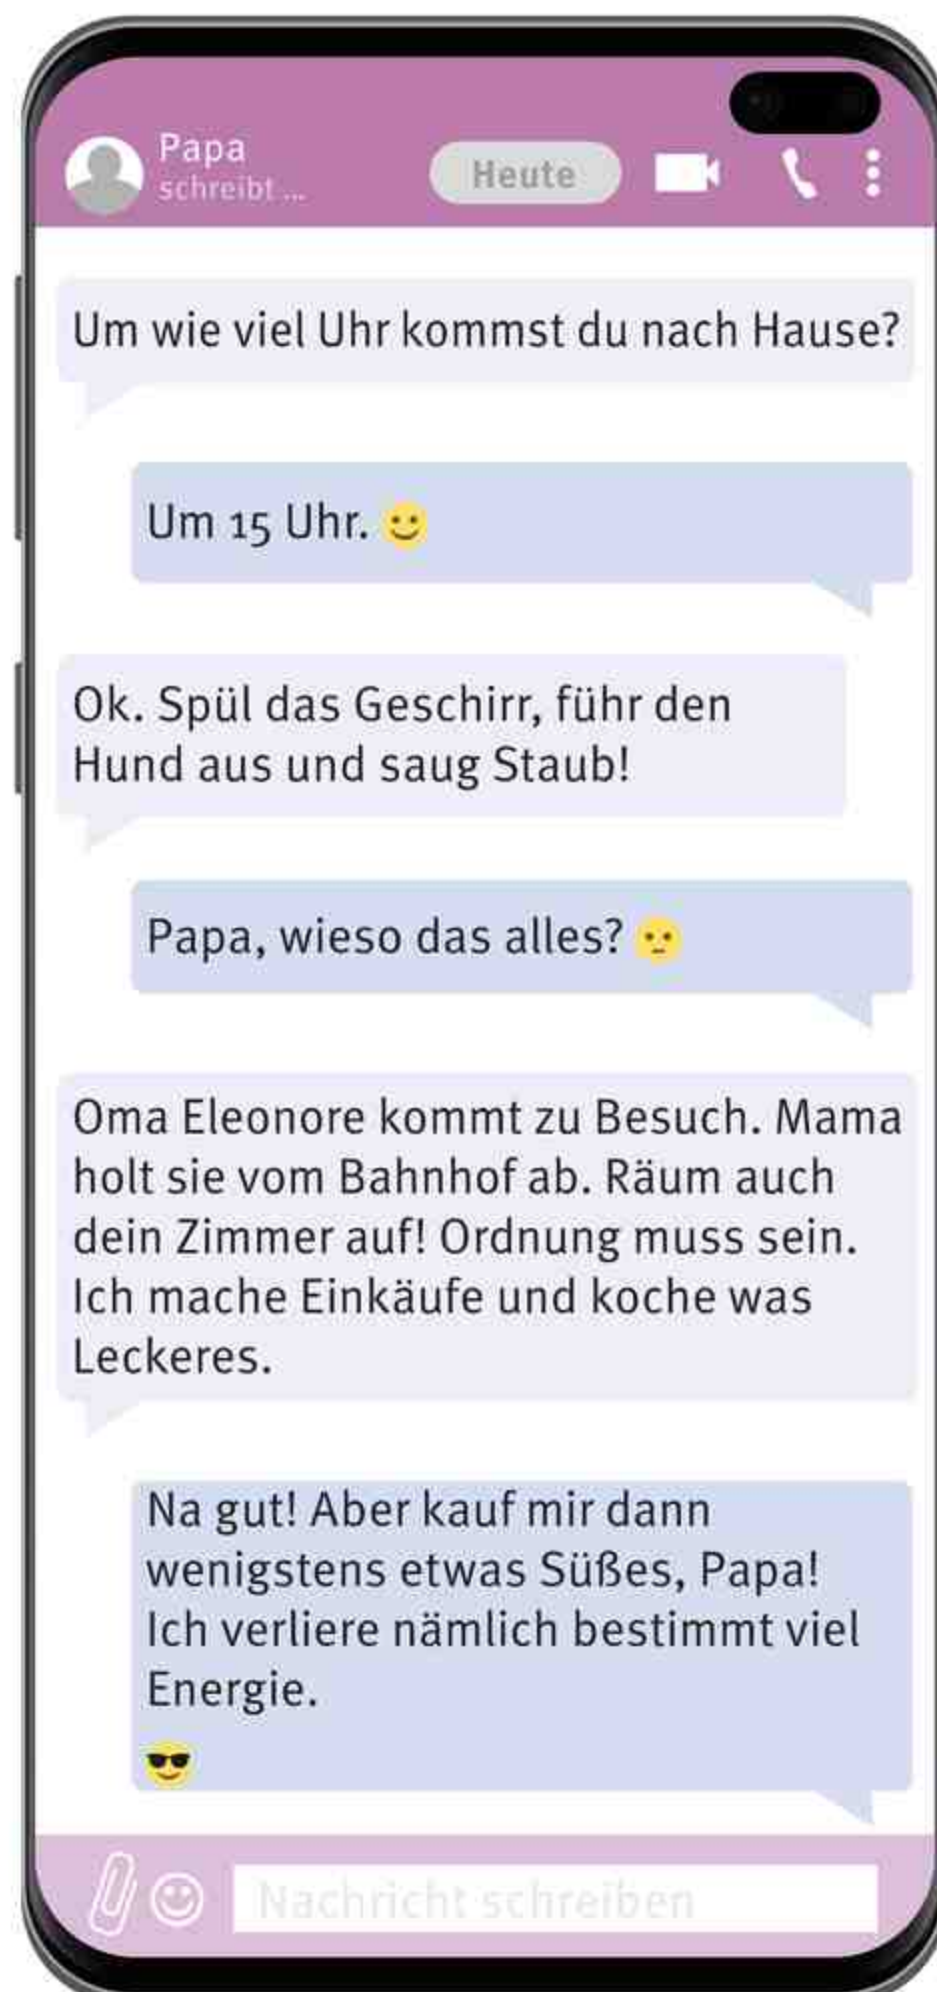 Papa
schreibt ...
Heute
Um wie viel Uhr kommst du nach Hause?
Um 15 Uhr. 🙂
Ok. Spül das Geschirr, führ den
Hund aus und saug Staub!
Papa, wieso das alles? 😐
Oma Eleonore kommt zu Besuch. Mama
holt sie vom Bahnhof ab. Räum auch
dein Zimmer auf! Ordnung muss sein.
Ich mache Einkäufe und koche was
Leckeres.
Na gut! Aber kauf mir dann
wenigstens etwas Süßes, Papa!
Ich verliere nämlich bestimmt viel
Energie.
😎
Nachricht schreiben